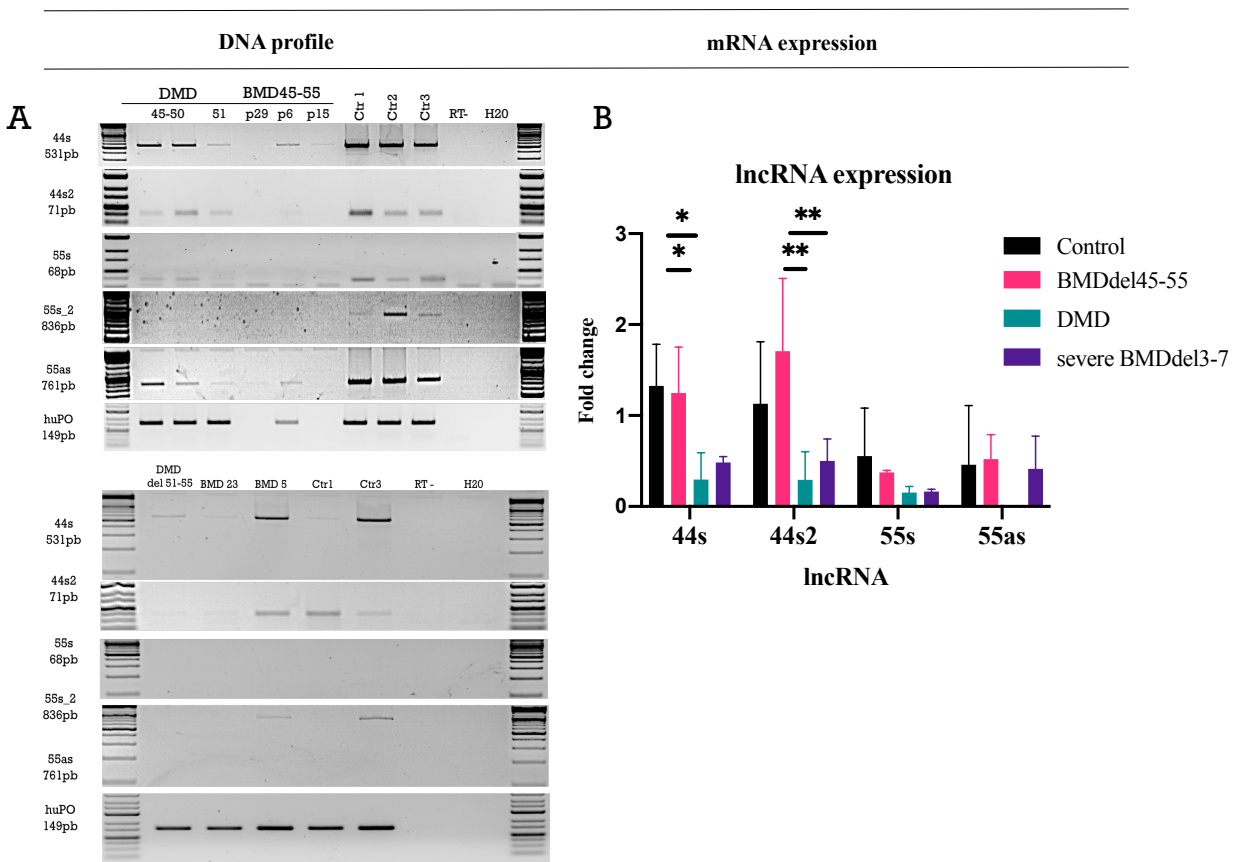 DNA profile
mRNA expression
A
DMD
BMD45-55
45-50
51
p29
p6
p15
Ctr 1
Ctr2
Ctr3
RT-
H20
44s
531pb
44s2
71pb
55s
68pb
55s_2
836pb
55as
761pb
huPO
149pb
DMD
del 51-55
BMD 23
BMD 5
Ctr1
Ctr3
RT -
H20
44s
531pb
44s2
71pb
55s
68pb
55s_2
836pb
55as
761pb
huPO
149pb
B
lncRNA expression
* **
* **
3
2
1
0
Fold change
44s
44s2
55s
55as
lncRNA
Control
BMDdel45-55
DMD
severe BMDdel3-7